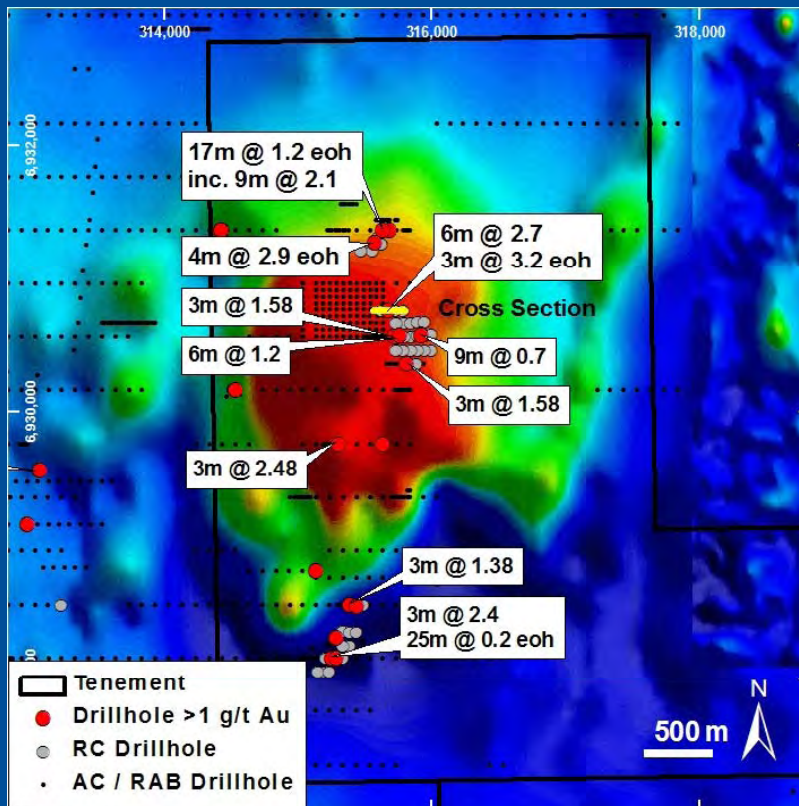 314,000
316,000
318,000
6,932,000
17m @ 1.2 eoh
inc. 9m @ 2.1
6m @ 2.7
3m @ 3.2 eoh
4m @ 2.9 eoh
3m @ 1.58
Cross Section
6m @ 1.2
9m @ 0.7
3m @ 1.58
6,930,000
3m @ 2.48
3m @ 1.38
3m @ 2.4
25m @ 0.2 eoh
Tenement
Drillhole >1 g/t Au
RC Drillhole
AC / RAB Drillhole
N
500 m